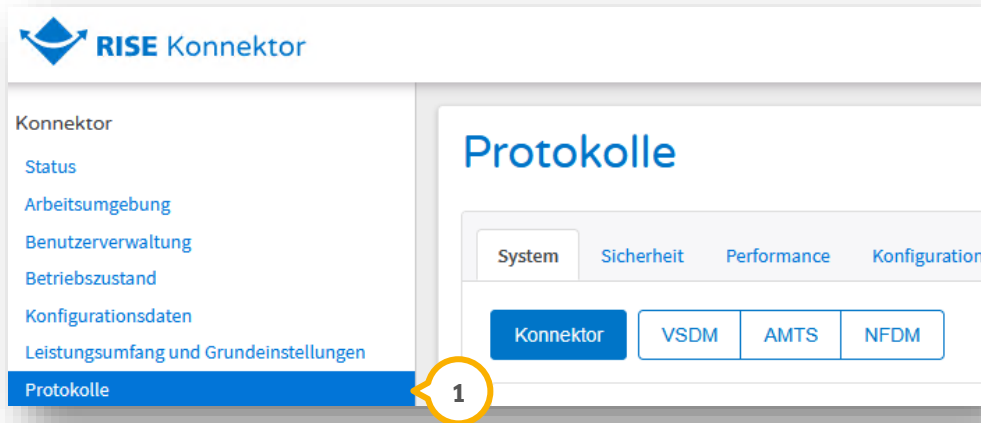 RISE Konnektor
Konnektor
Status
Arbeitsumgebung
Benutzerverwaltung
Betriebszustand
Konfigurationsdaten
Leistungsumfang und Grundeinstellungen
Protokolle
1
Protokolle
System Sicherheit Performance Konfiguration
Konnektor VSDM AMTS NFDM